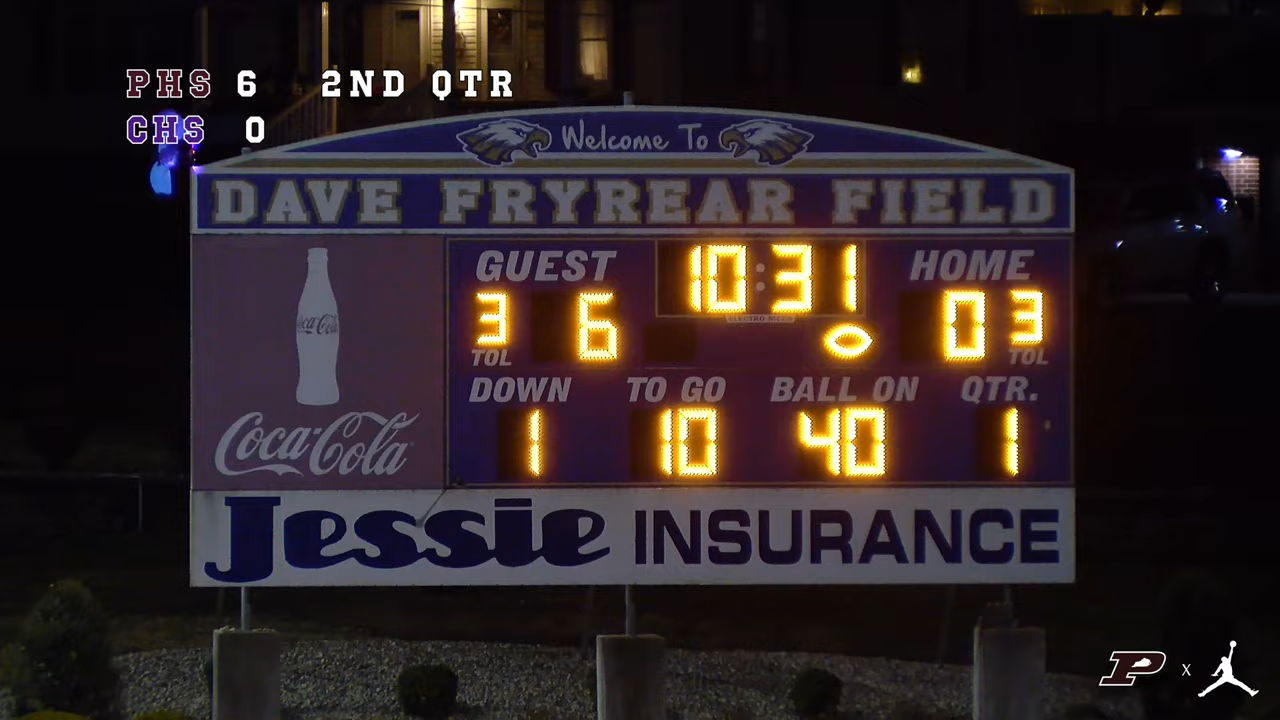 PHS 6 2ND QTR
CHS 0
Welcome To
DAVE FRYREAR FIELD
GUEST 10:31 HOME
3 6 0 3
TOL TOL
DOWN TO GO BALL ON QTR.
1 10 40 1
Coca-Cola
Coca-Cola
Jessie INSURANCE
P X